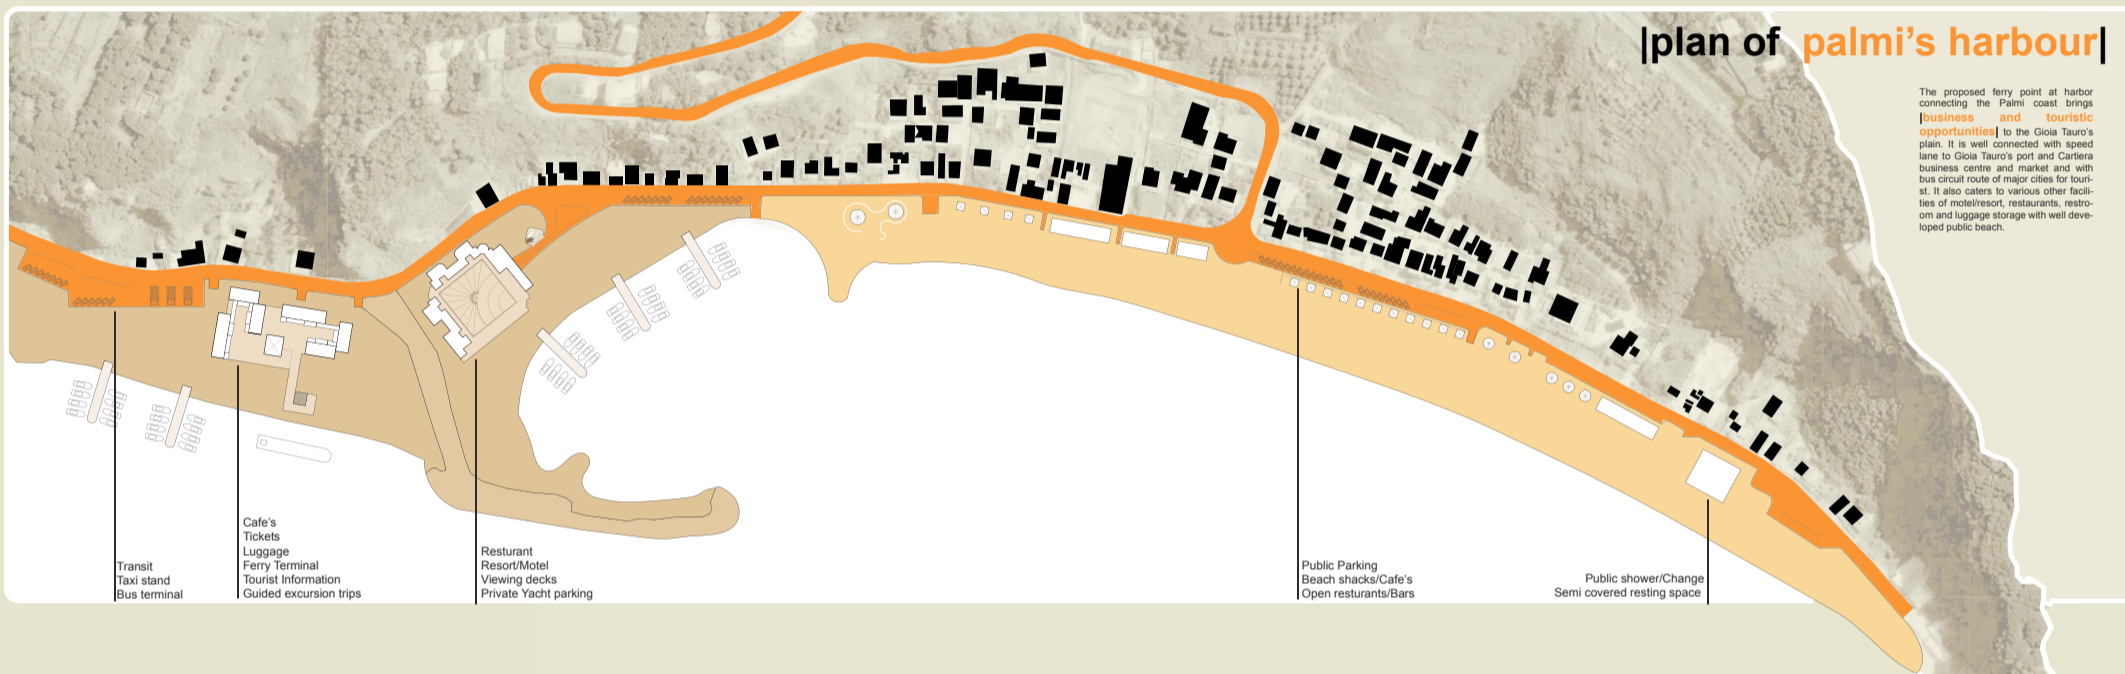 |plan of palmi's harbour|
The proposed ferry point at harbor
connecting the Palmi coast brings
|business and touristic
opportunities| to the Gioia Tauro's
plain. It is well connected with speed
lane to Gioia Tauro's port and Cartiera
business centre and market and with
bus circuit route of major cities for touri-
st. It also caters to various other facili-
ties of motel/resort, restaurants, restro-
om and luggage storage with well deve-
loped public beach.
Transit
Taxi stand
Bus terminal
Cafe's
Tickets
Luggage
Ferry Terminal
Tourist Information
Guided excursion trips
Resturant
Resort/Motel
Viewing decks
Private Yacht parking
Public Parking
Beach shacks/Cafe's
Open resturants/Bars
Public shower/Change
Semi covered resting space